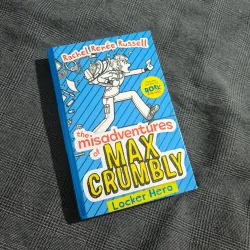 Rachel Renée Russell
the
misadventures
of
MAX
CRUMBLY
Locker Hero